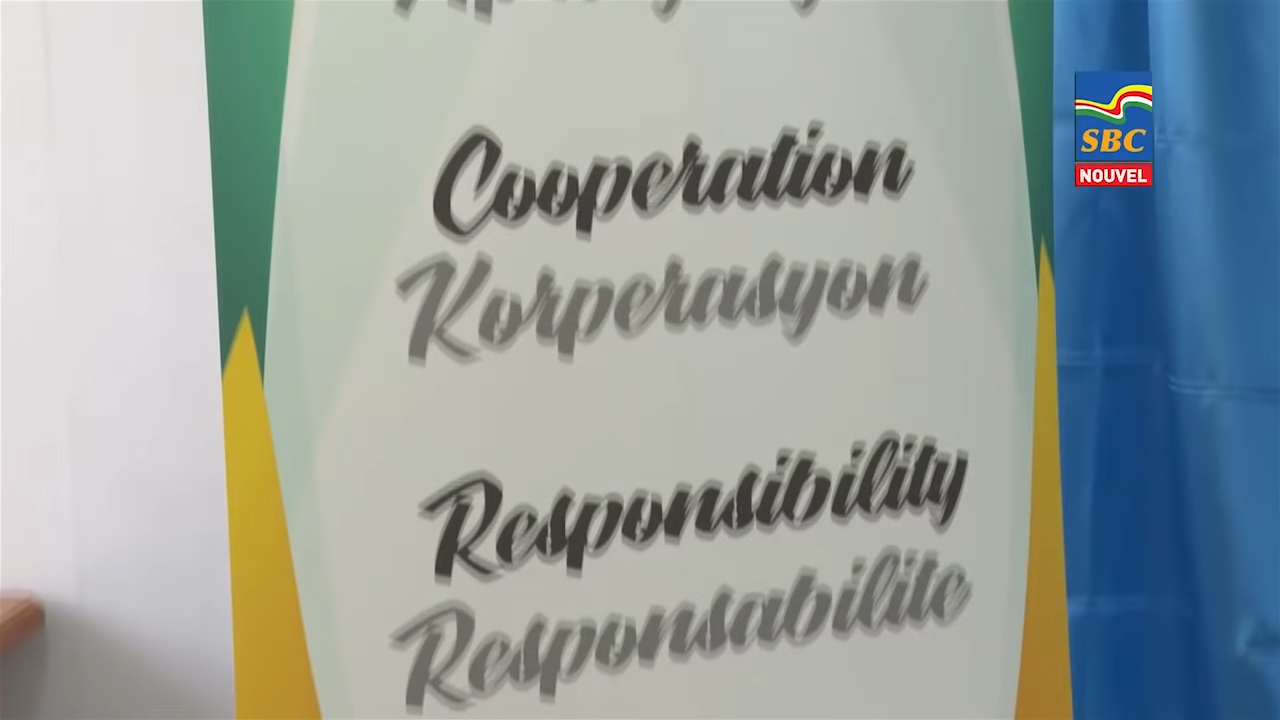 Cooperation
Korperasyon
Responsibility
Responsabilite
SBC
NOUVEL